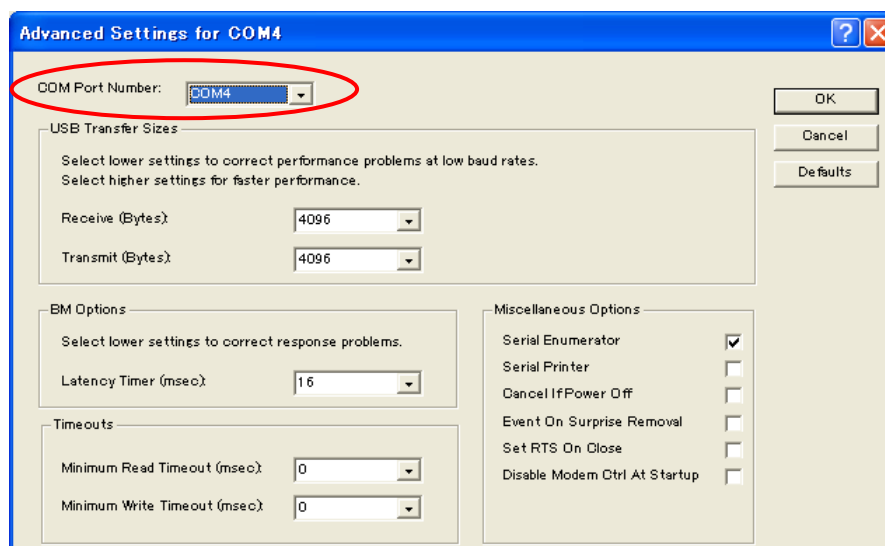 Advanced Settings for COM4
COM Port Number: COM4
OK
Cancel
Defaults
USB Transfer Sizes
Select lower settings to correct performance problems at low baud rates.
Select higher settings for faster performance.
Receive (Bytes): 4096
Transmit (Bytes): 4096
BM Options
Select lower settings to correct response problems.
Latency Timer (msec): 16
Timeouts
Minimum Read Timeout (msec): 0
Minimum Write Timeout (msec): 0
Miscellaneous Options
Serial Enumerator
Serial Printer
Cancel If Power Off
Event On Surprise Removal
Set RTS On Close
Disable Modem Ctrl At Startup